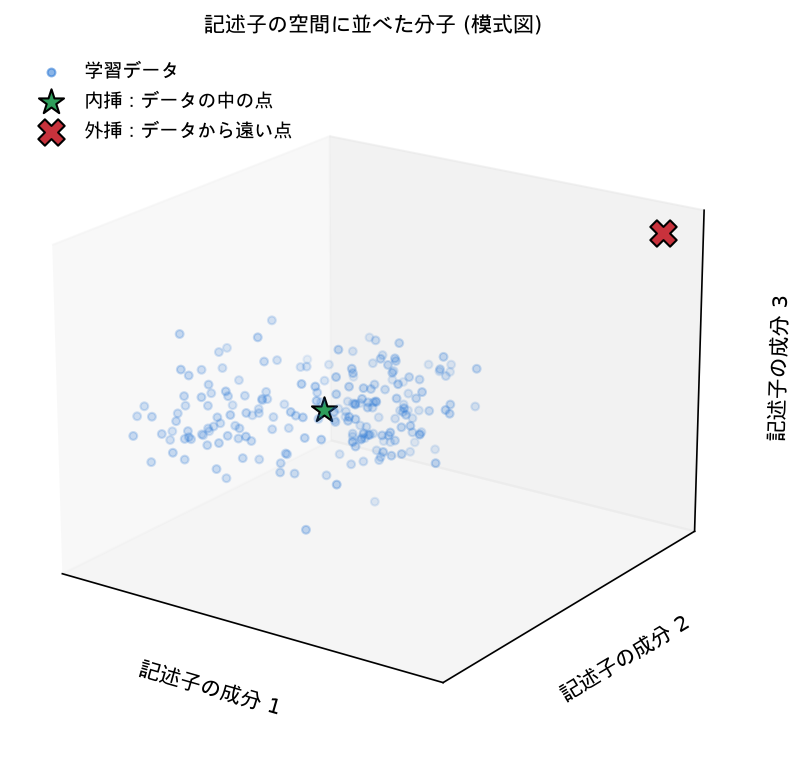 記述子の空間に並べた分子 (模式図)
学習データ
内挿：データの中の点
外挿：データから遠い点
記述子の成分 3
記述子の成分 2
記述子の成分 1